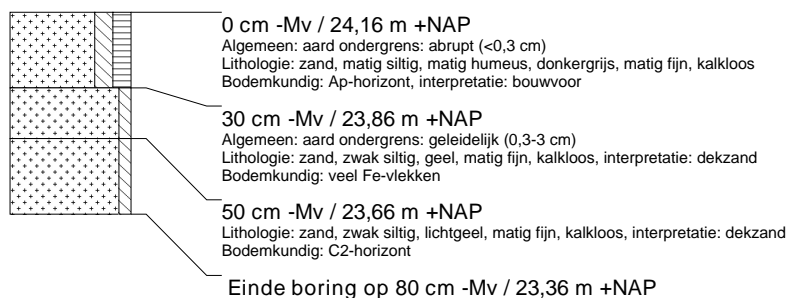 0 cm -Mv / 24,16 m +NAP
Algemeen: aard ondergrens: abrupt (<0,3 cm)
Lithologie: zand, matig siltig, matig humeus, donkergrijs, matig fijn, kalkloos
Bodemkundig: Ap-horizont, interpretatie: bouwvoor
30 cm -Mv / 23,86 m +NAP
Algemeen: aard ondergrens: geleidelijk (0,3-3 cm)
Lithologie: zand, zwak siltig, geel, matig fijn, kalkloos, interpretatie: dekzand
Bodemkundig: veel Fe-vlekken
50 cm -Mv / 23,66 m +NAP
Lithologie: zand, zwak siltig, lichtgeel, matig fijn, kalkloos, interpretatie: dekzand
Bodemkundig: C2-horizont
Einde boring op 80 cm -Mv / 23,36 m +NAP